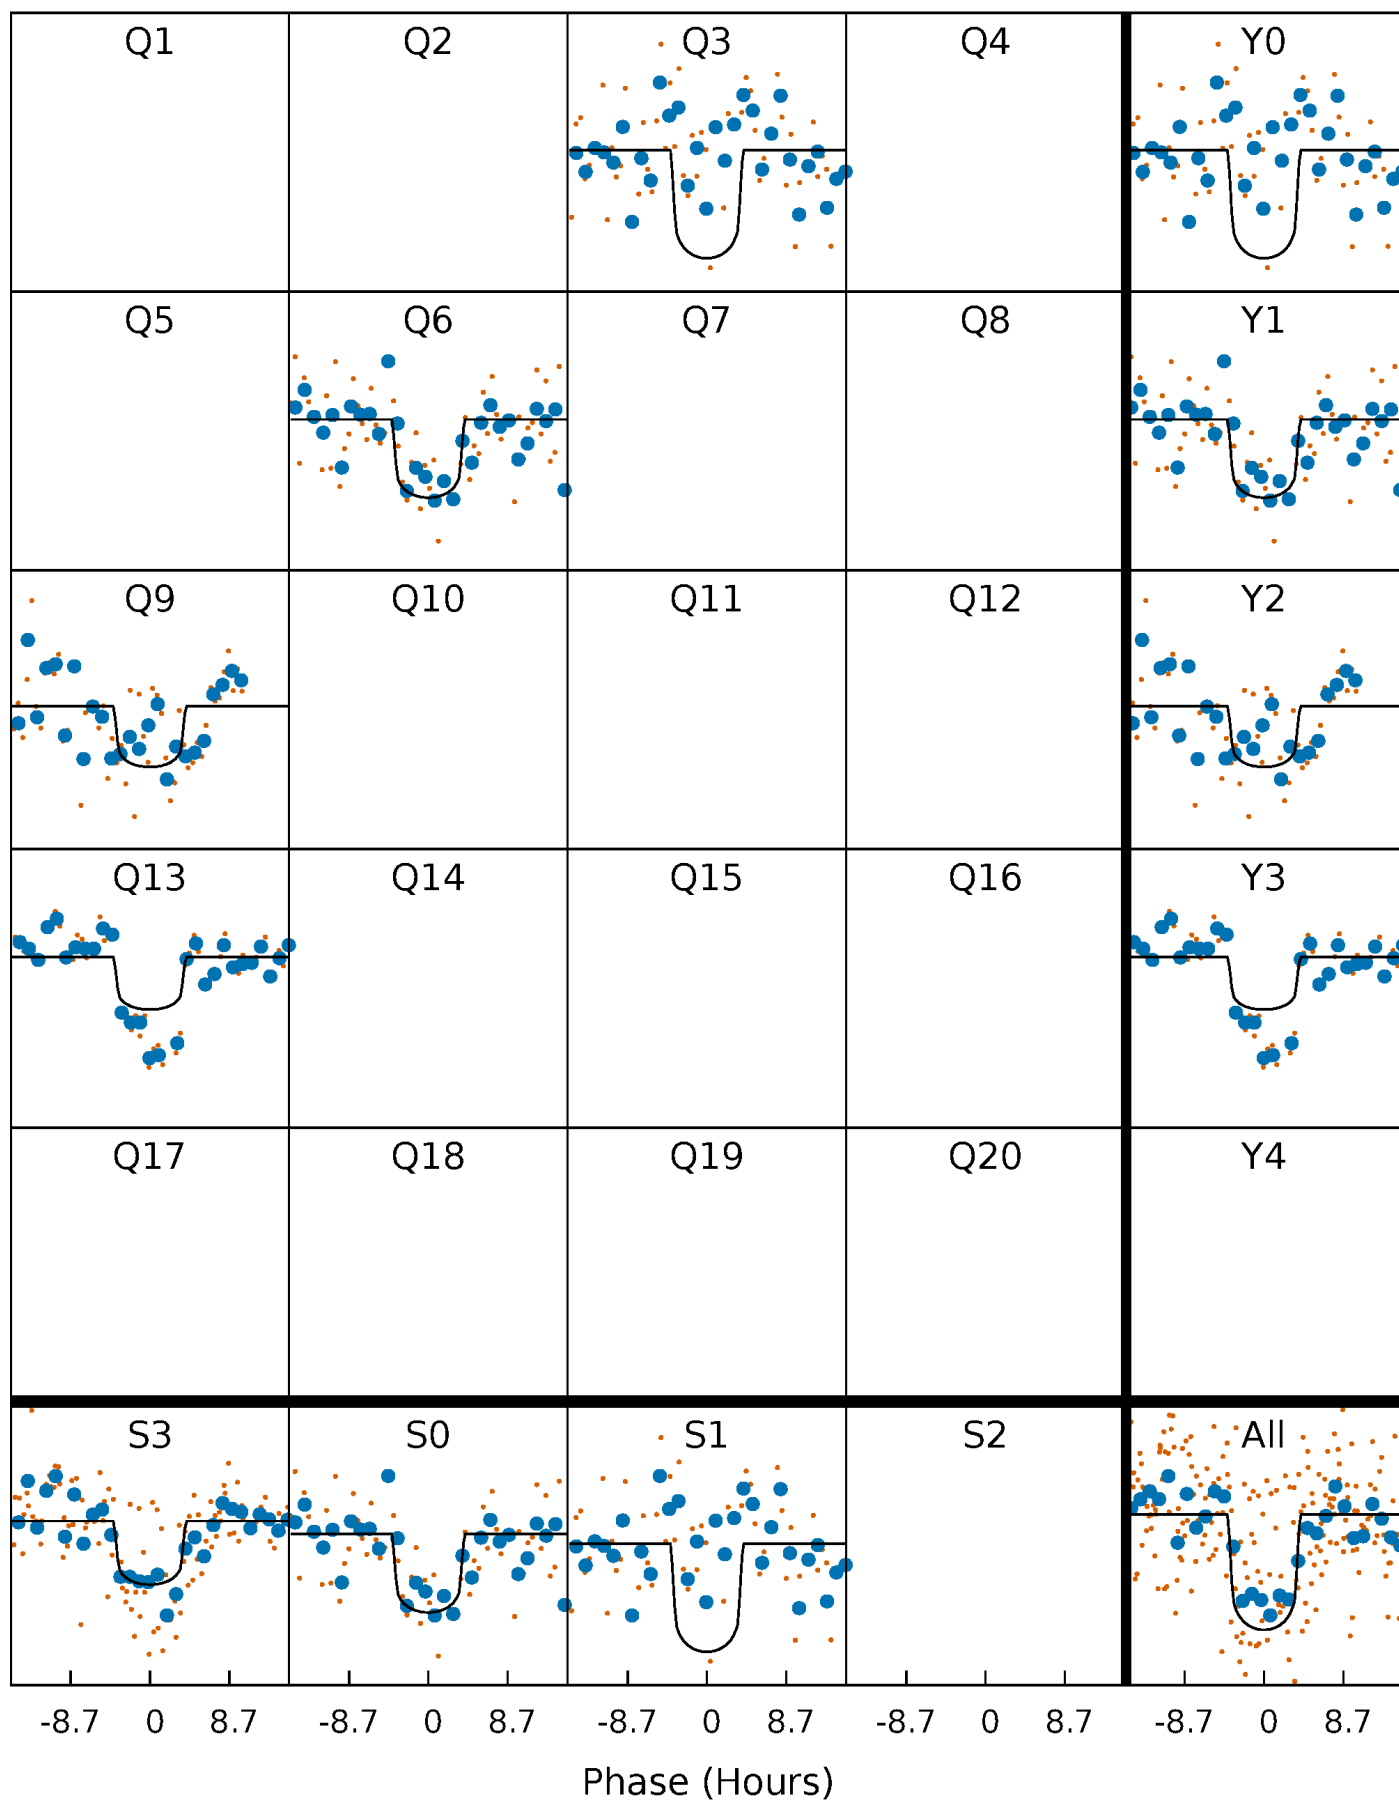 Q1 Q2 Q3 Q4 Y0
Q5 Q6 Q7 Q8 Y1
Q9 Q10 Q11 Q12 Y2
Q13 Q14 Q15 Q16 Y3
Q17 Q18 Q19 Q20 Y4
S3 S0 S1 S2 All
-8.7 0 8.7 -8.7 0 8.7 -8.7 0 8.7 -8.7 0 8.7 -8.7 0 8.7
Phase (Hours)